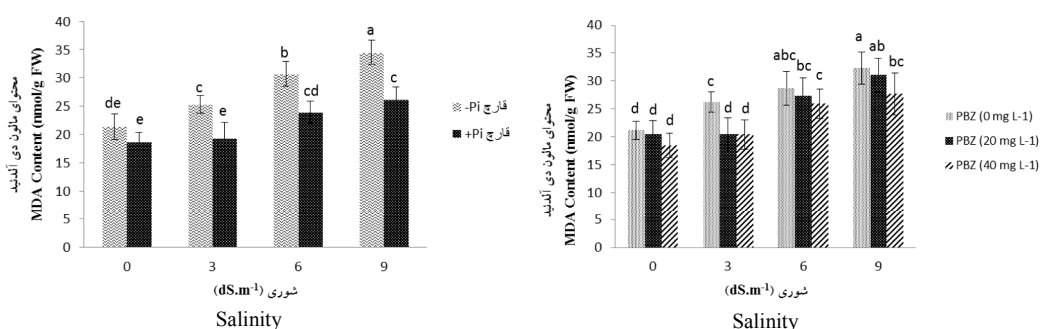 محتوای مالون دی آلدئید
MDA Content (nmol/g FW)
40
35
30
25
20
15
10
5
0
de
e
c
e
b
cd
a
c
قارچ -Pi
قارچ +Pi
0
3
6
9
شوری (dS.m-1)
Salinity
محتوای مالون دی آلدئید
MDA Content (nmol/g FW)
40
35
30
25
20
15
10
5
0
d
d
d
c
d
d
abc
bc
c
a
ab
bc
PBZ (0 mg L-1)
PBZ (20 mg L-1)
PBZ (40 mg L-1)
0
3
6
9
شوری (dS.m-1)
Salinity